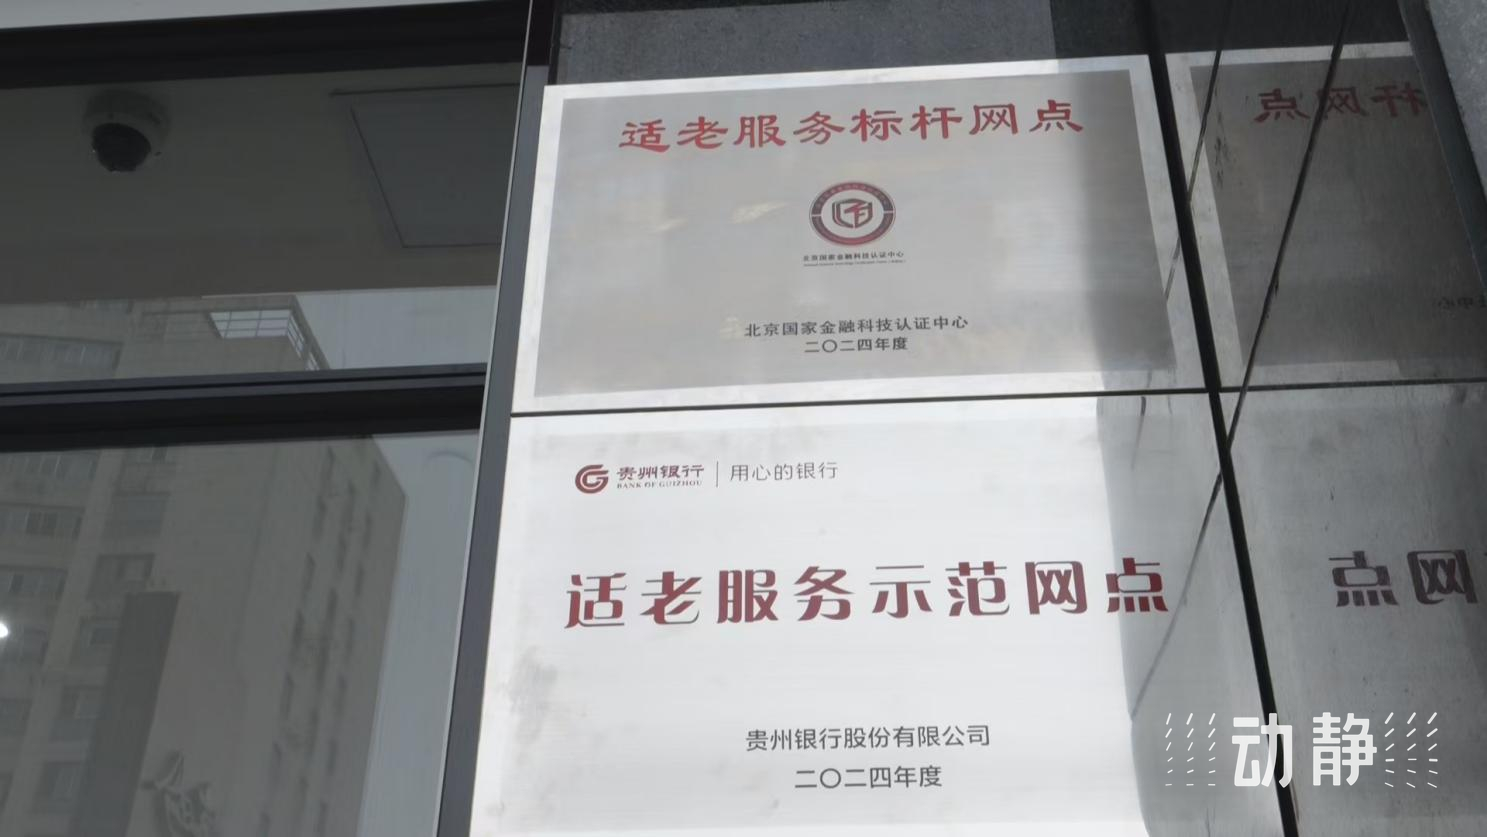 适老服务标杆网点
北京国家金融科技认证中心
北京国家金融科技认证中心
二〇二四年度
贵州银行 用心的银行
BANK OF GUIZHOU
适老服务示范网点
贵州银行股份有限公司
二〇二四年度
动静